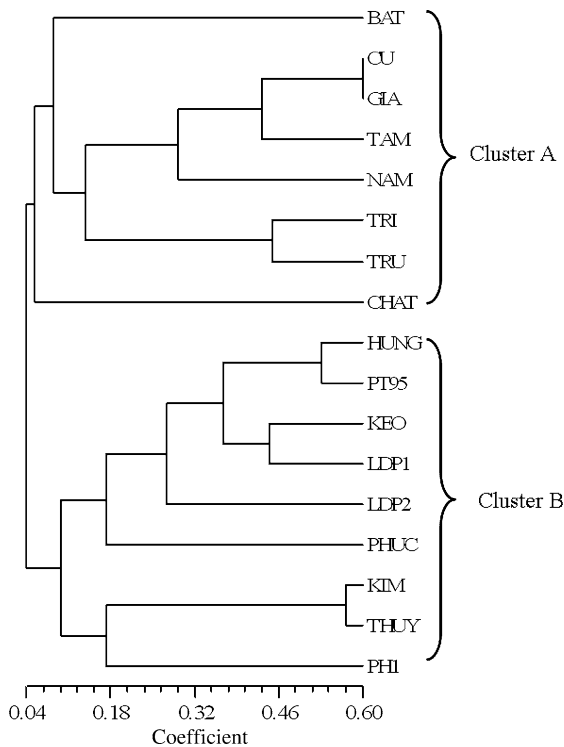 BAT
CU
GIA
TAM
NAM
TRI
TRU
CHAT
Cluster A
HUNG
PT95
KEO
LDP1
LDP2
PHUC
KIM
THUY
PH1
Cluster B
0.04 0.18 0.32 0.46 0.60
Coefficient